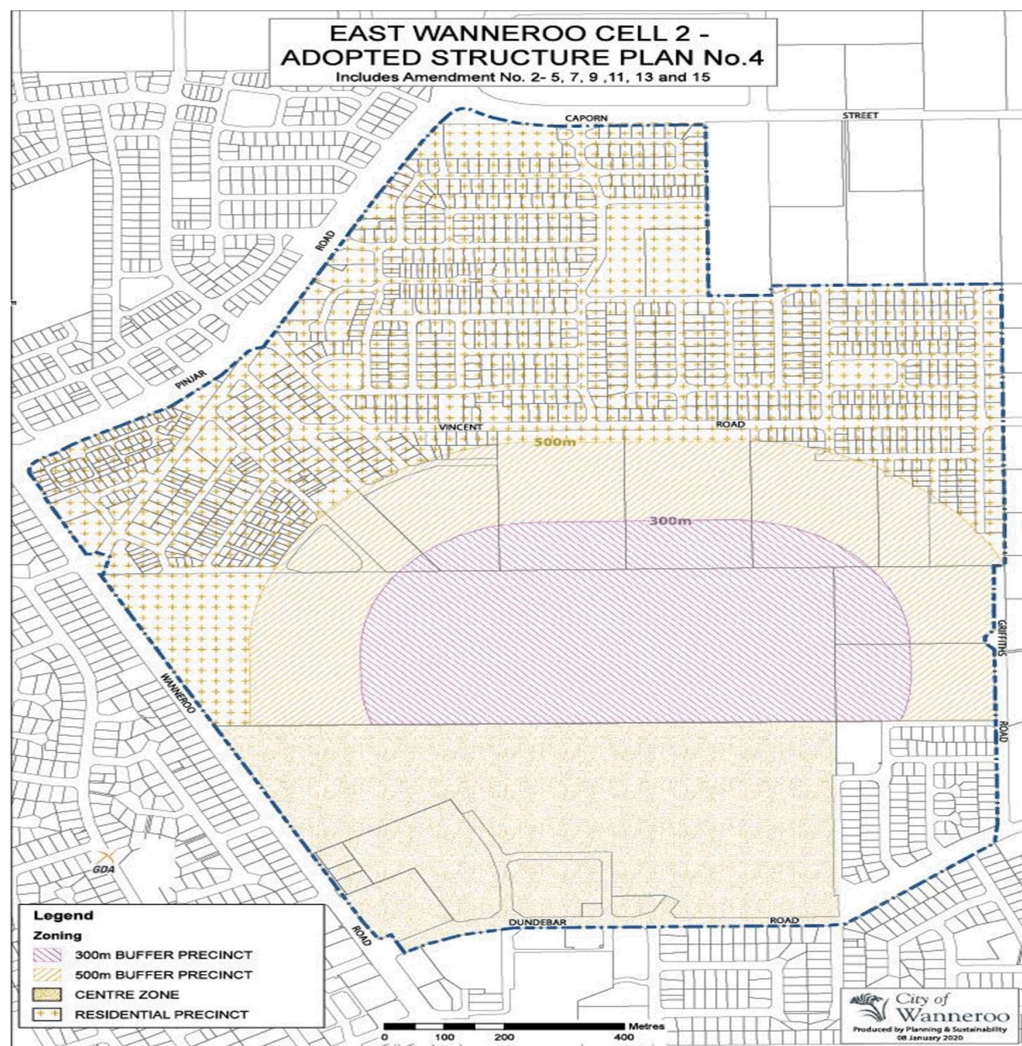 EAST WANNEROO CELL 2 -
ADOPTED STRUCTURE PLAN No.4
Includes Amendment No. 2- 5, 7, 9 ,11, 13 and 15
CAPORN
STREET
ROAD
PINJAR
VINCENT
ROAD
500m
300m
GRIFFITHS
WANNEROO
ROAD
GDA
DUNDEBAR
ROAD
ROAD
Legend
Zoning
300m BUFFER PRECINCT
500m BUFFER PRECINCT
CENTRE ZONE
RESIDENTIAL PRECINCT
Metres
0 100 200 400
City of
Wanneroo
Produced by Planning & Sustainability
08 January 2020